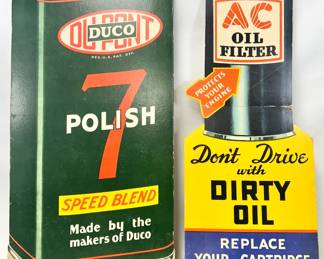 DU PONT
DUCO
REG. U.S. PAT. OFF.
7
POLISH
SPEED BLEND
Made by the
makers of Duco
AC
OIL
FILTER
PROTECTS
YOUR
ENGINE
Don't Drive
with
DIRTY
OIL
REPLACE
YOUR CARTRIDGE